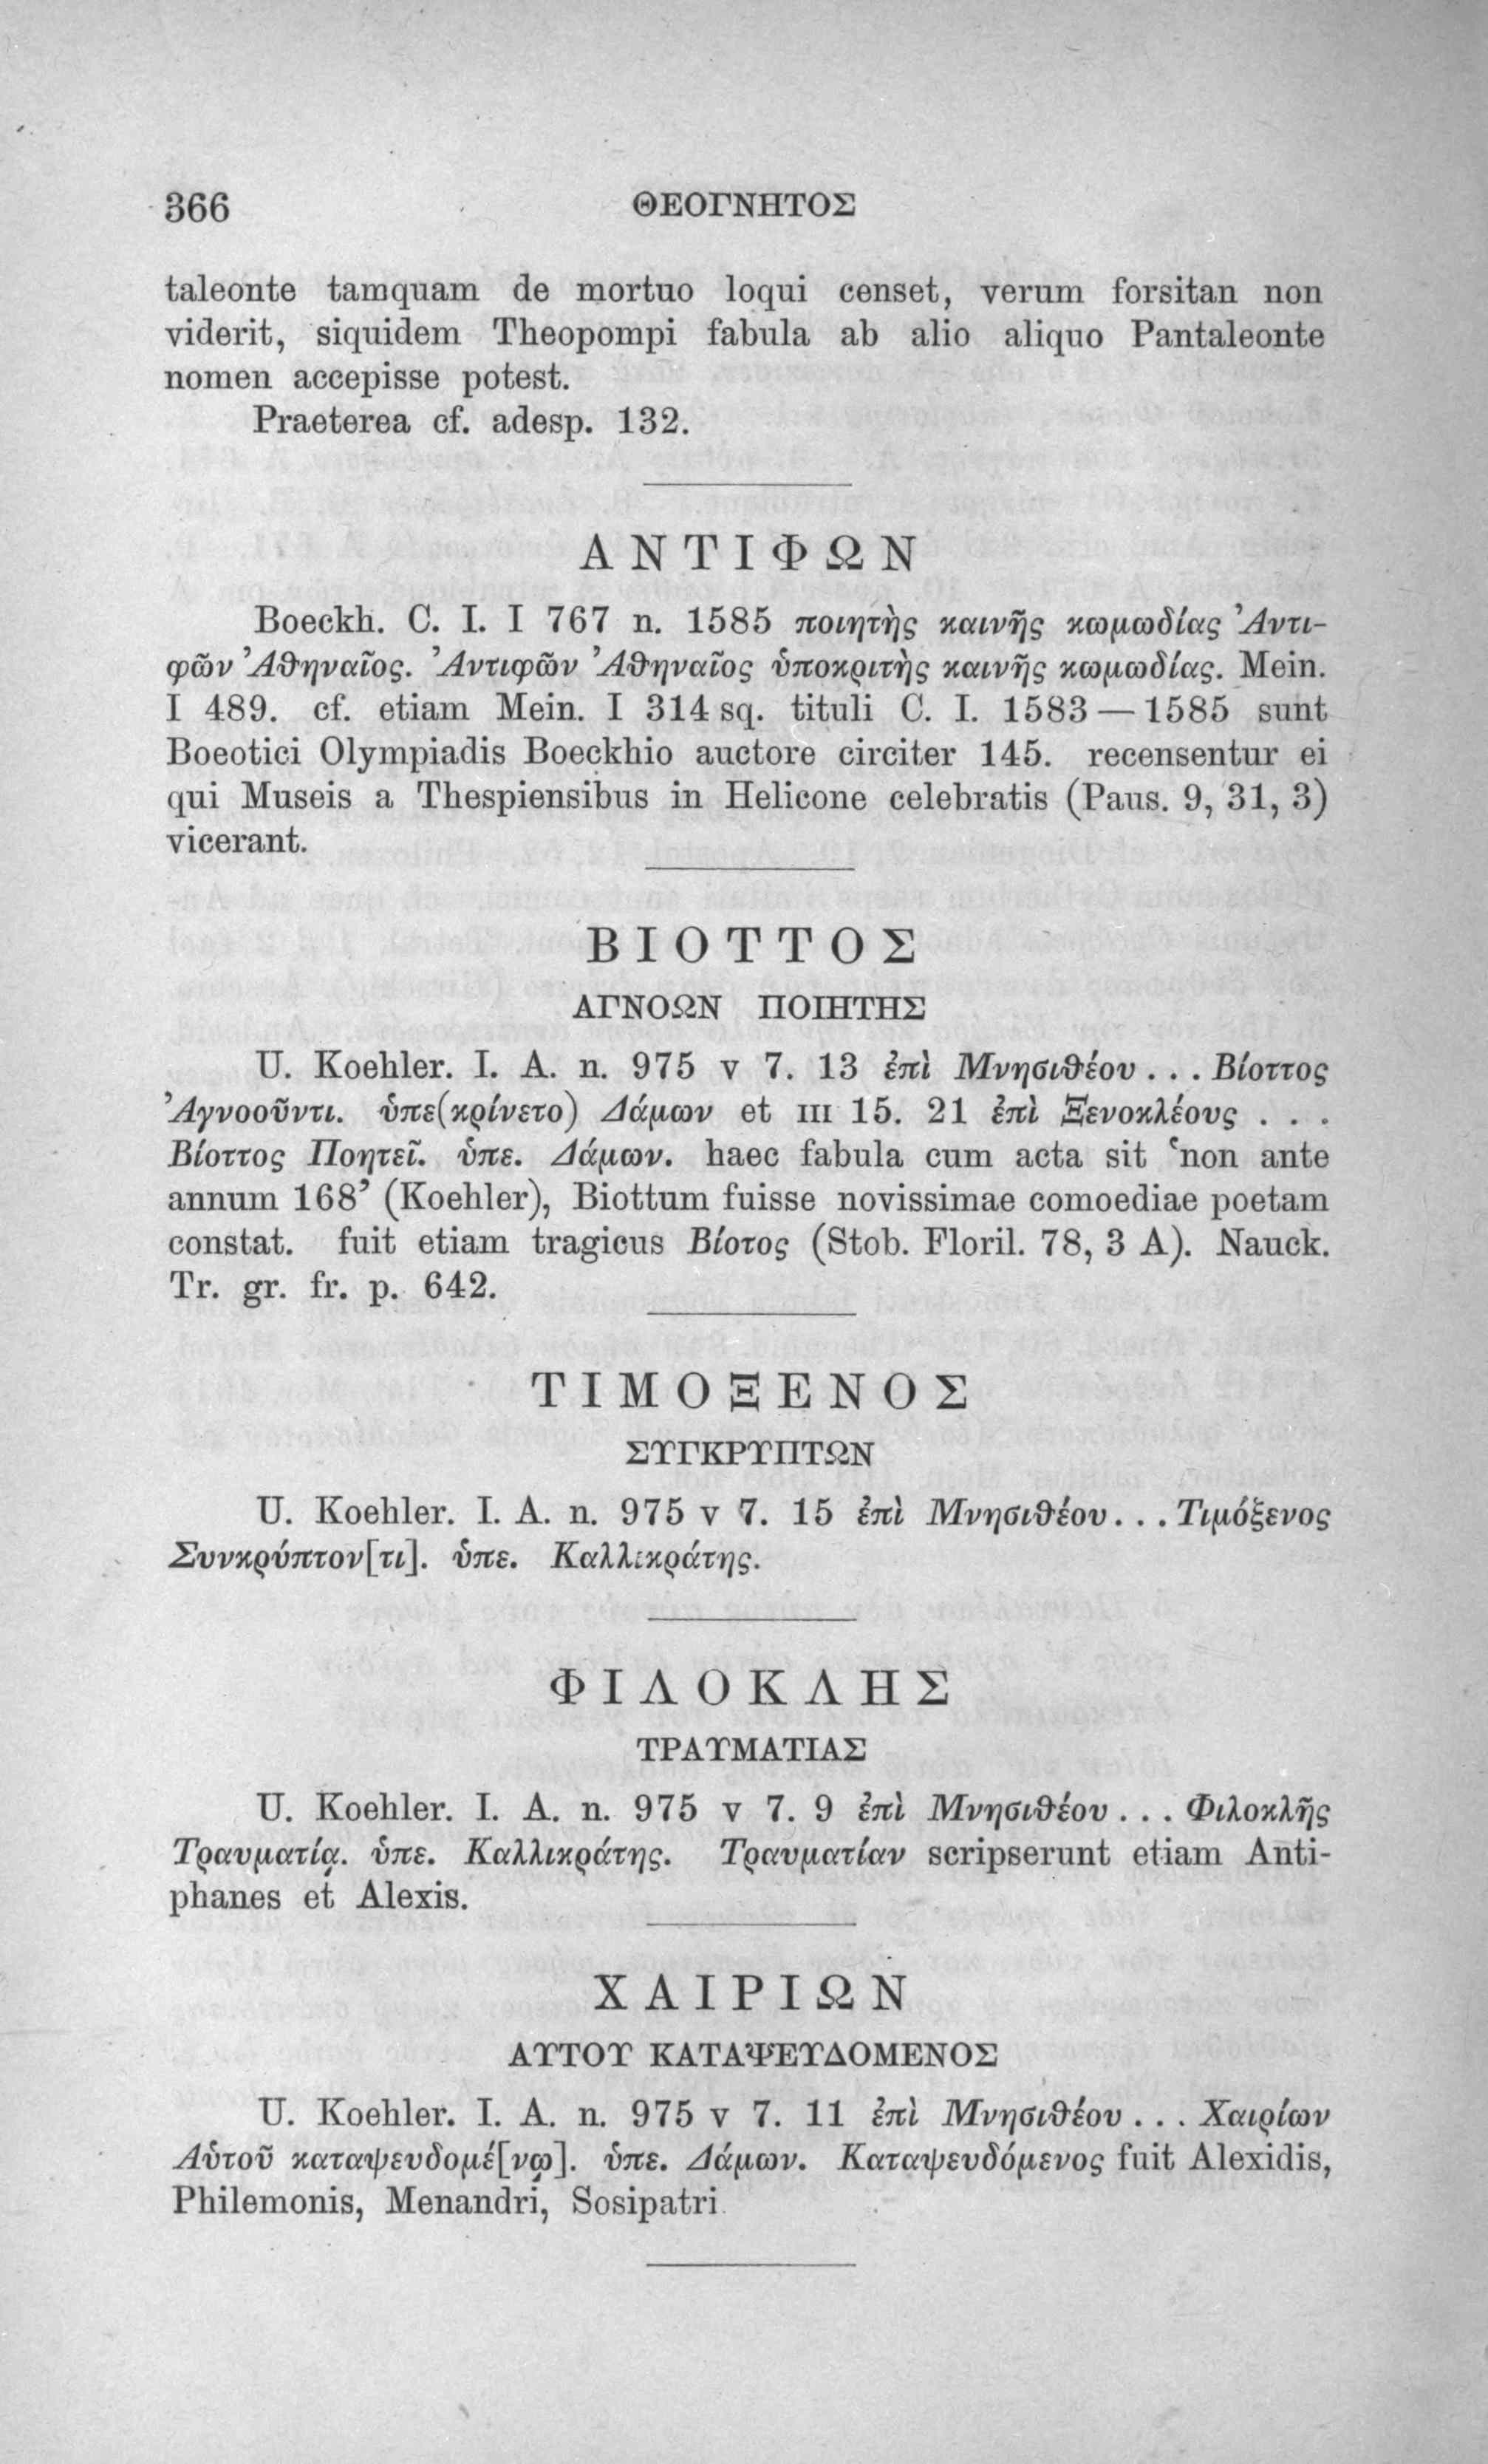 366 ΘΕΟΓΝΗΤΟΣ
taleonte tamquam de mortuo loqui censet, verum forsitan non
viderit, siquidem Theopompi fabula ab alio aliquo Pantaleonte
nomen accepisse potest.
Praeterea cf. adesp. 132.
ΑΝΤΙΦΩΝ
Boeckh. C. I. I 767 n. 1585 ποιητὴς καινῆς κωμωδίας Ἀντι-
φῶν Ἀθηναῖος. Ἀντιφῶν Ἀθηναῖος ὑποκριτὴς καινῆς κωμωδίας. Mein.
I 489. cf. etiam Mein. I 314 sq. tituli C. I. 1583—1585 sunt
Boeotici Olympiadis Boeckhio auctore circiter 145. recensentur ei
qui Museis a Thespiensibus in Helicone celebratis (Paus. 9, 31, 3)
vicerant.
ΒΙΟΤΤΟΣ
ΑΓΝΟΩΝ ΠΟΙΗΤΗΣ
U. Koehler. I. A. n. 975 v 7. 13 ἐπὶ Μνησιθέου . . . Βίοττος
Ἀγνοοῦντι. ὑπε(κρίνετο) Δάμων et III 15. 21 ἐπὶ Ξενοκλέους . . .
Βίοττος Ποητεῖ. ὑπε. Δάμων. haec fabula cum acta sit ‘non ante
annum 168’ (Koehler), Biottum fuisse novissimae comoediae poetam
constat. fuit etiam tragicus Βίοτος (Stob. Floril. 78, 3 A). Nauck.
Tr. gr. fr. p. 642.
ΤΙΜΟΞΕΝΟΣ
ΣΥΓΚΡΥΠΤΩΝ
U. Koehler. I. A. n. 975 v 7. 15 ἐπὶ Μνησιθέου . . . Τιμόξενος
Συνκρύπτον[τι]. ὑπε. Καλλικράτης.
ΦΙΛΟΚΛΗΣ
ΤΡΑΥΜΑΤΙΑΣ
U. Koehler. I. A. n. 975 v 7. 9 ἐπὶ Μνησιθέου . . . Φιλοκλῆς
Τραυματίᾳ. ὑπε. Καλλικράτης. Τραυματίαν scripserunt etiam Anti-
phanes et Alexis.
ΧΑΙΡΙΩΝ
ΑΥΤΟΥ ΚΑΤΑΨΕΥΔΟΜΕΝΟΣ
U. Koehler. I. A. n. 975 v 7. 11 ἐπὶ Μνησιθέου . . . Χαιρίων
Αὑτοῦ καταψευδομέ[νῳ]. ὑπε. Δάμων. Καταψευδόμενος fuit Alexidis,
Philemonis, Menandri, Sosipatri.